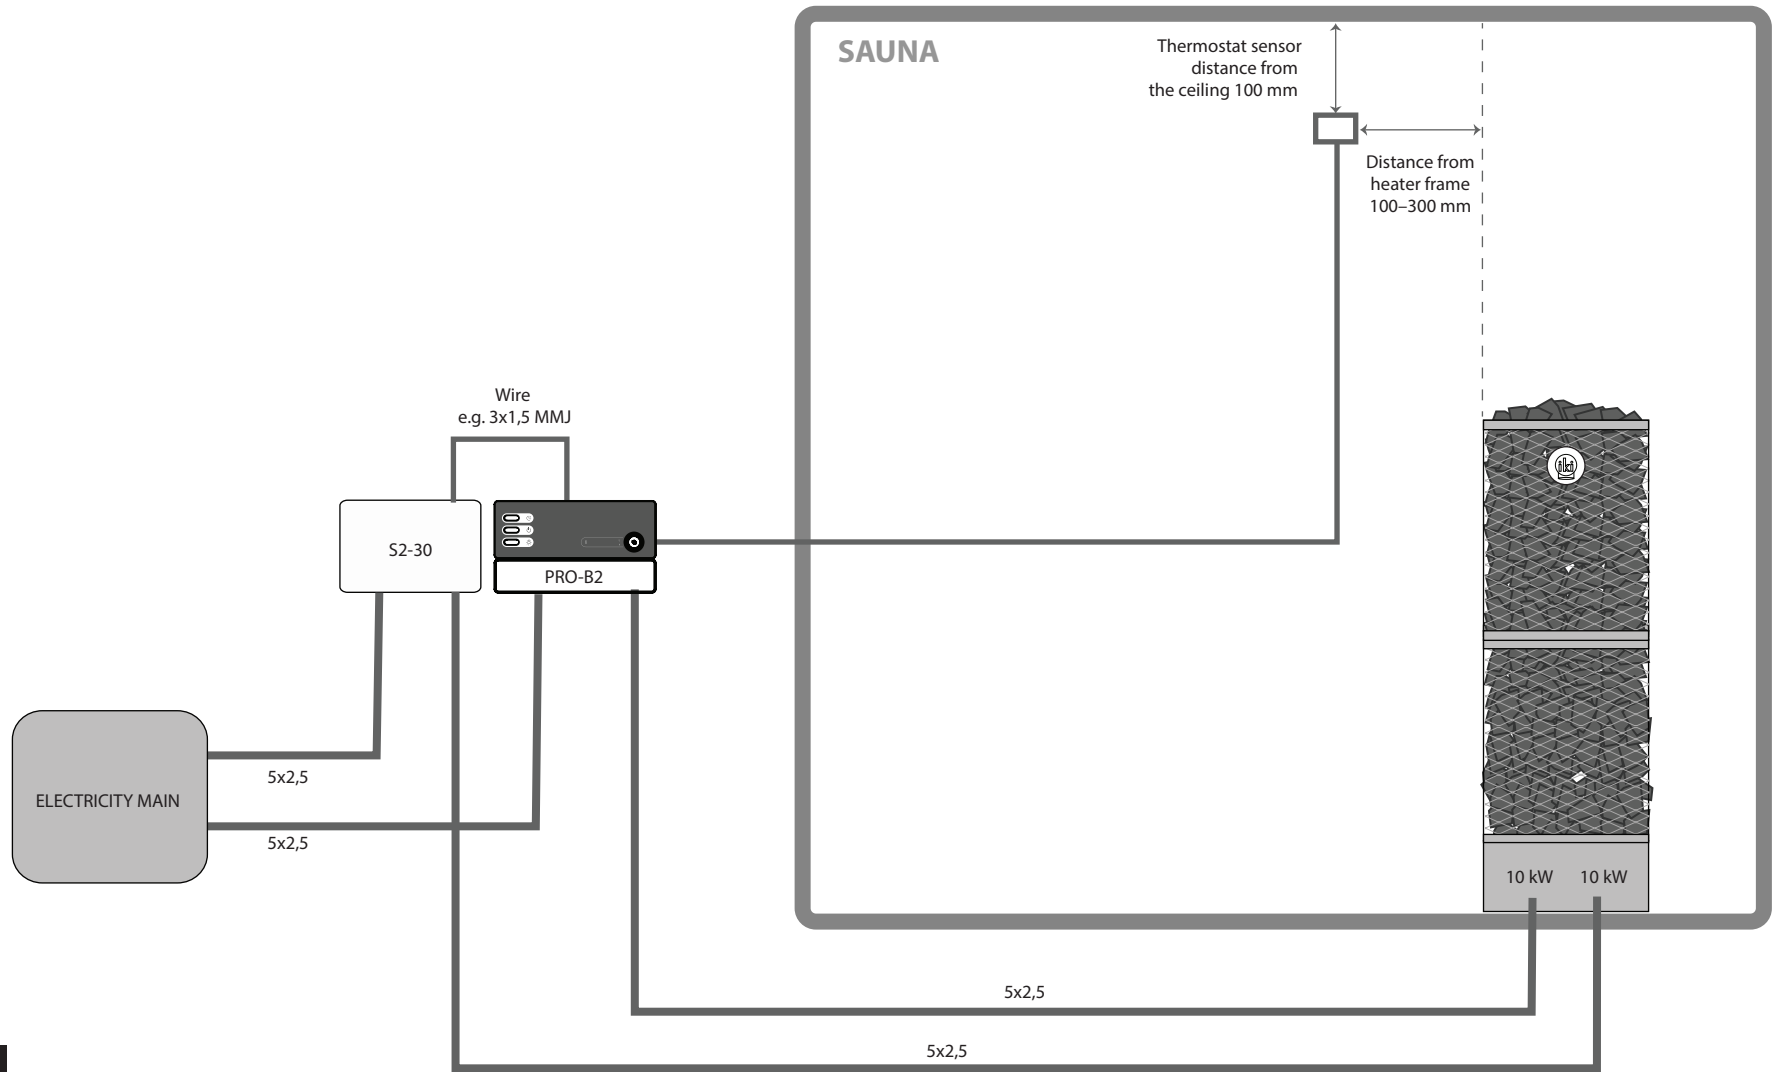 SAUNA
Thermostat sensor
distance from
the ceiling 100 mm
Distance from
heater frame
100–300 mm
Wire
e.g. 3x1,5 MMJ
S2-30
PRO-B2
iki
ELECTRICITY MAIN
5x2,5
5x2,5
10 kW 10 kW
5x2,5
5x2,5